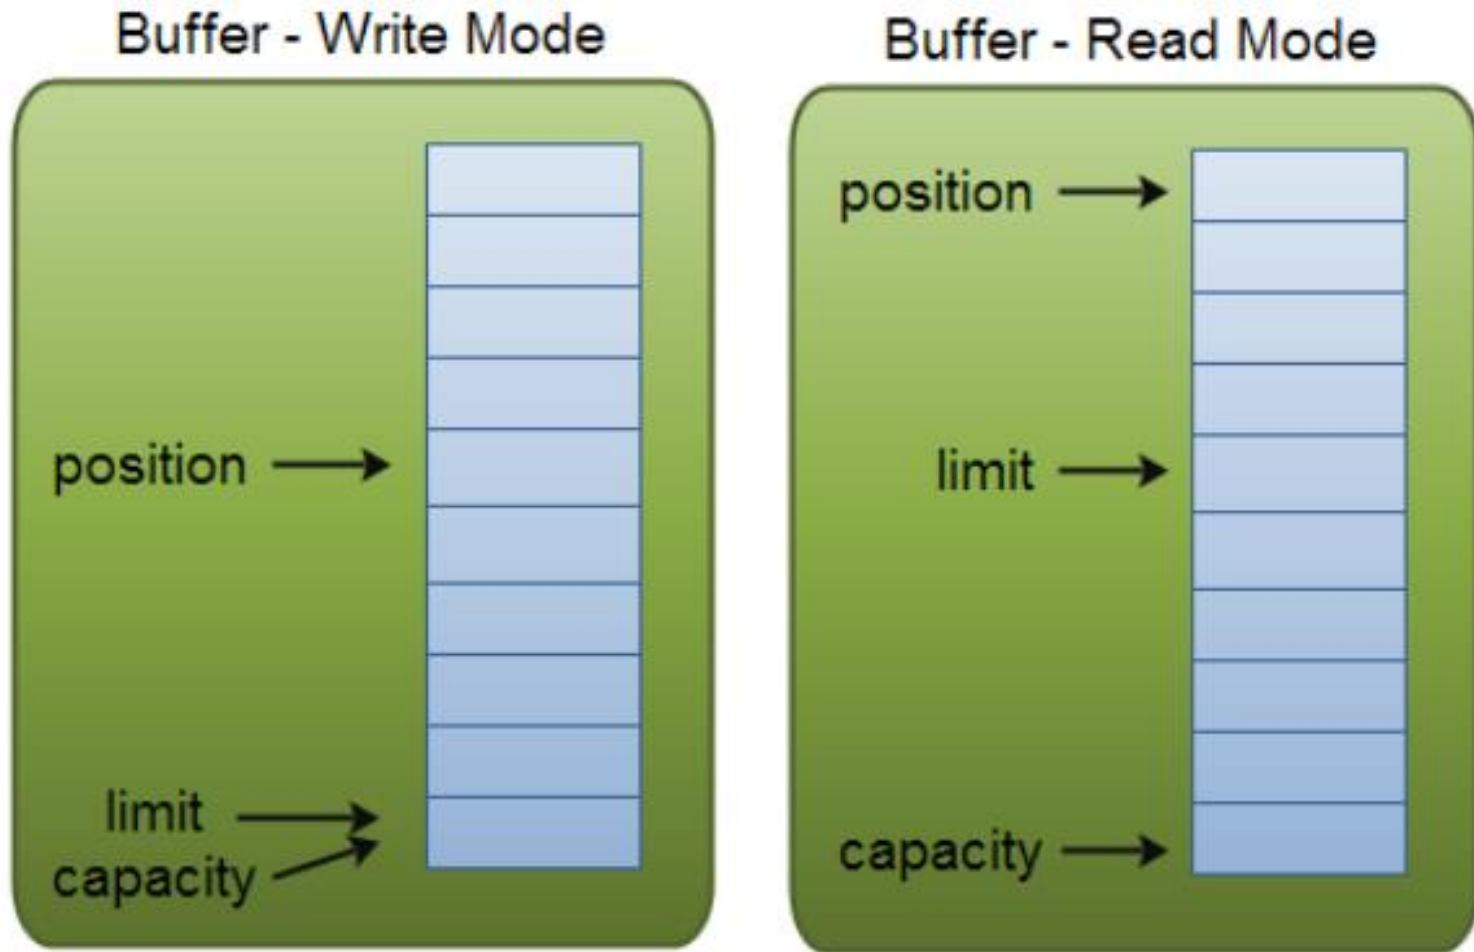 Buffer - Write Mode
position
limit
capacity
Buffer - Read Mode
position
limit
capacity